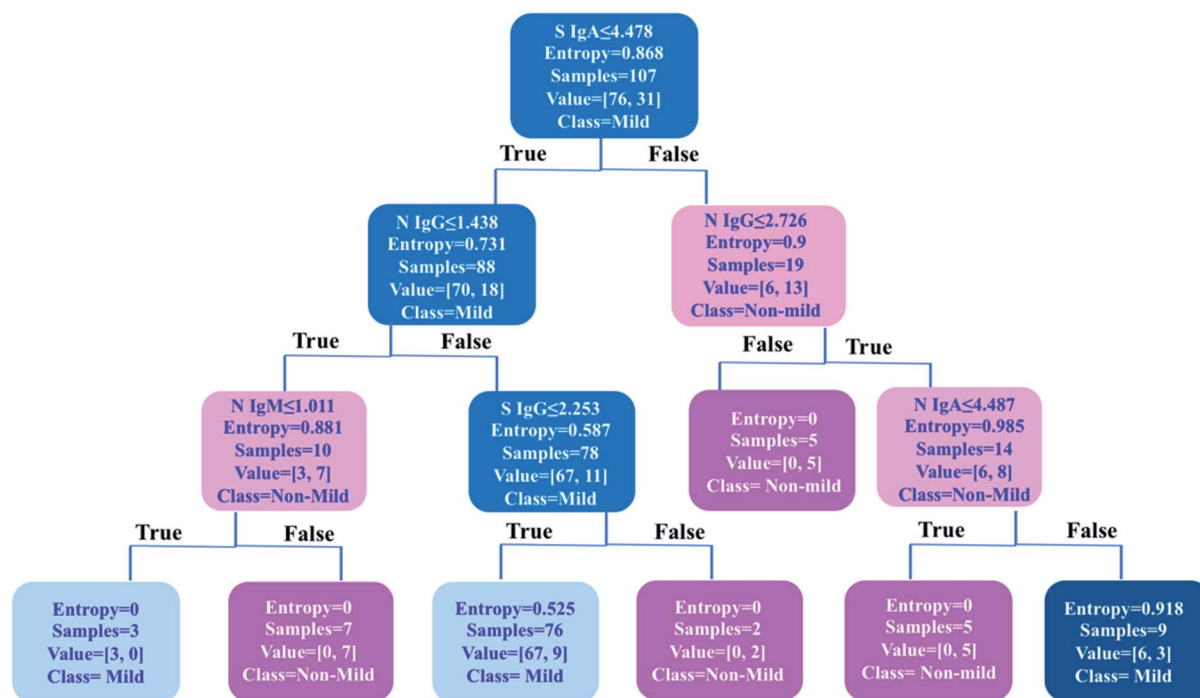 S IgA≤4.478
Entropy=0.868
Samples=107
Value=[76, 31]
Class=Mild
True
False
N IgG≤1.438
Entropy=0.731
Samples=88
Value=[70, 18]
Class=Mild
N IgG≤2.726
Entropy=0.9
Samples=19
Value=[6, 13]
Class=Non-mild
True
False
False
True
N IgM≤1.011
Entropy=0.881
Samples=10
Value=[3, 7]
Class=Non-Mild
S IgG≤2.253
Entropy=0.587
Samples=78
Value=[67, 11]
Class=Mild
Entropy=0
Samples=5
Value=[0, 5]
Class= Non-mild
N IgA≤4.487
Entropy=0.985
Samples=14
Value=[6, 8]
Class=Non-Mild
True
False
True
False
True
False
Entropy=0
Samples=3
Value=[3, 0]
Class= Mild
Entropy=0
Samples=7
Value=[0, 7]
Class=Non-Mild
Entropy=0.525
Samples=76
Value=[67, 9]
Class= Mild
Entropy=0
Samples=2
Value=[0, 2]
Class=Non-Mild
Entropy=0
Samples=5
Value=[0, 5]
Class= Non-mild
Entropy=0.918
Samples=9
Value=[6, 3]
Class= Mild